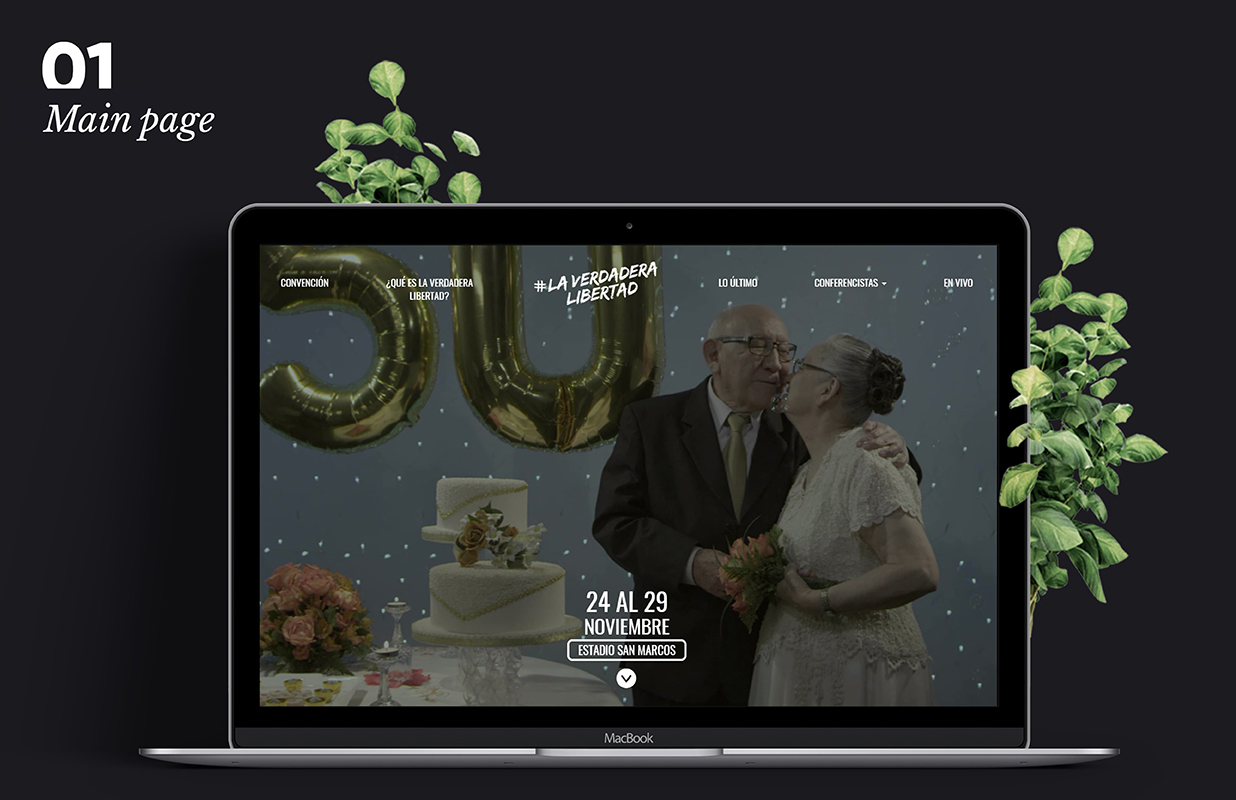 01
Main page
CONVENCIÓN
¿QUÉ ES LA VERDADERA
LIBERTAD?
#LA VERDADERA
LIBERTAD
LO ÚLTIMO
CONFERENCISTAS
EN VIVO
50
24 AL 29
NOVIEMBRE
ESTADIO SAN MARCOS
MacBook